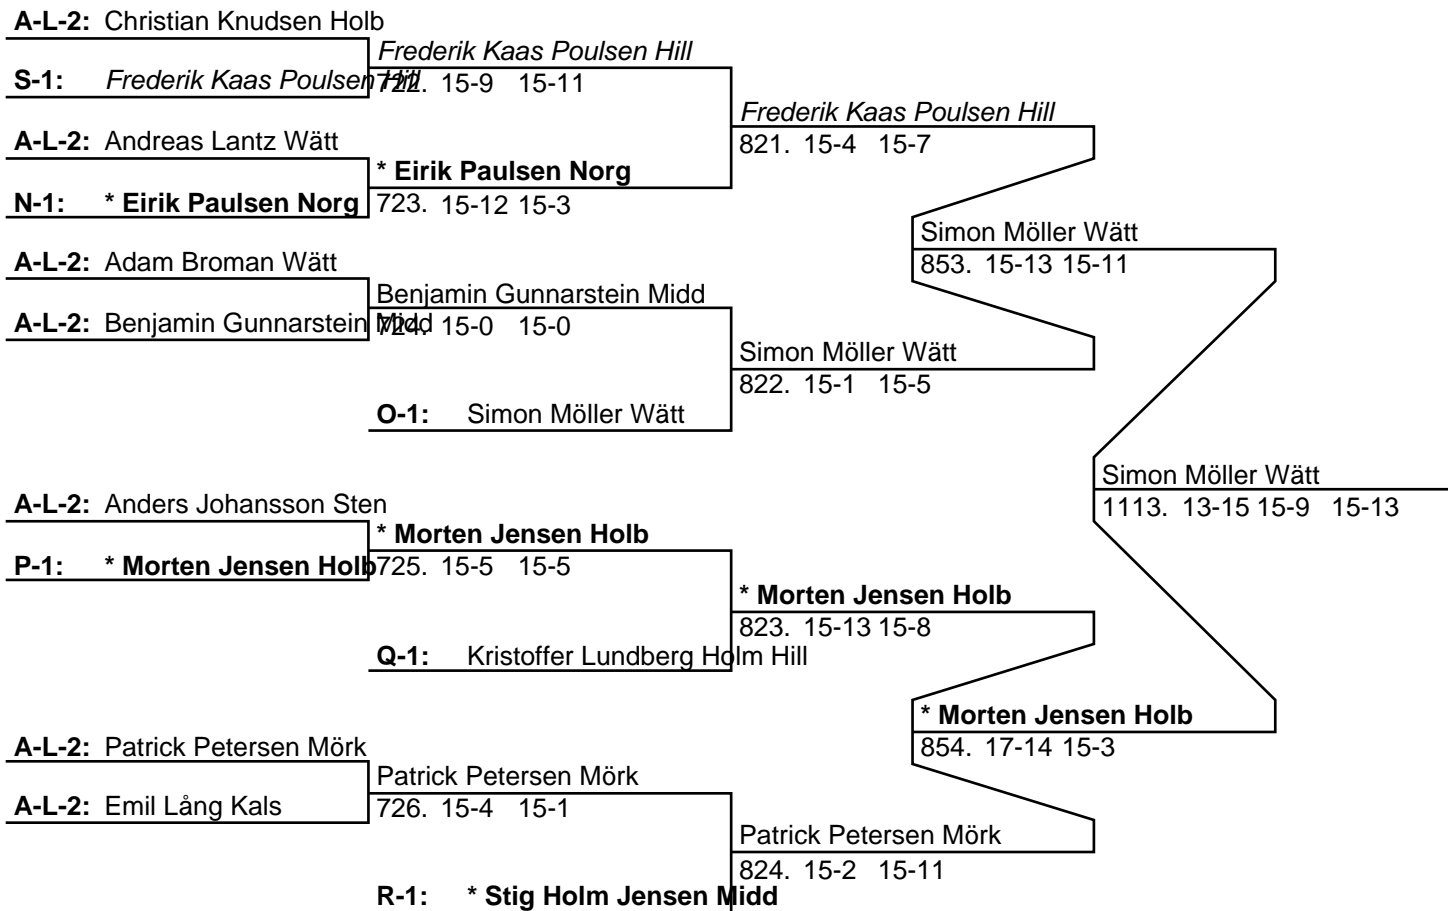 A-L-2: Christian Knudsen Holb
Frederik Kaas Poulsen Hill
S-1: Frederik Kaas Poulsen Hill
722. 15-9 15-11
Frederik Kaas Poulsen Hill
821. 15-4 15-7
A-L-2: Andreas Lantz Wätt
* Eirik Paulsen Norg
N-1: * Eirik Paulsen Norg
723. 15-12 15-3
Simon Möller Wätt
853. 15-13 15-11
A-L-2: Adam Broman Wätt
Benjamin Gunnarstein Midd
A-L-2: Benjamin Gunnarstein Midd
724. 15-0 15-0
Simon Möller Wätt
822. 15-1 15-5
O-1: Simon Möller Wätt
Simon Möller Wätt
1113. 13-15 15-9 15-13
A-L-2: Anders Johansson Sten
* Morten Jensen Holb
P-1: * Morten Jensen Holb
725. 15-5 15-5
* Morten Jensen Holb
823. 15-13 15-8
Q-1: Kristoffer Lundberg Holm Hill
* Morten Jensen Holb
854. 17-14 15-3
A-L-2: Patrick Petersen Mörk
Patrick Petersen Mörk
A-L-2: Emil Lång Kals
726. 15-4 15-1
Patrick Petersen Mörk
824. 15-2 15-11
R-1: * Stig Holm Jensen Midd